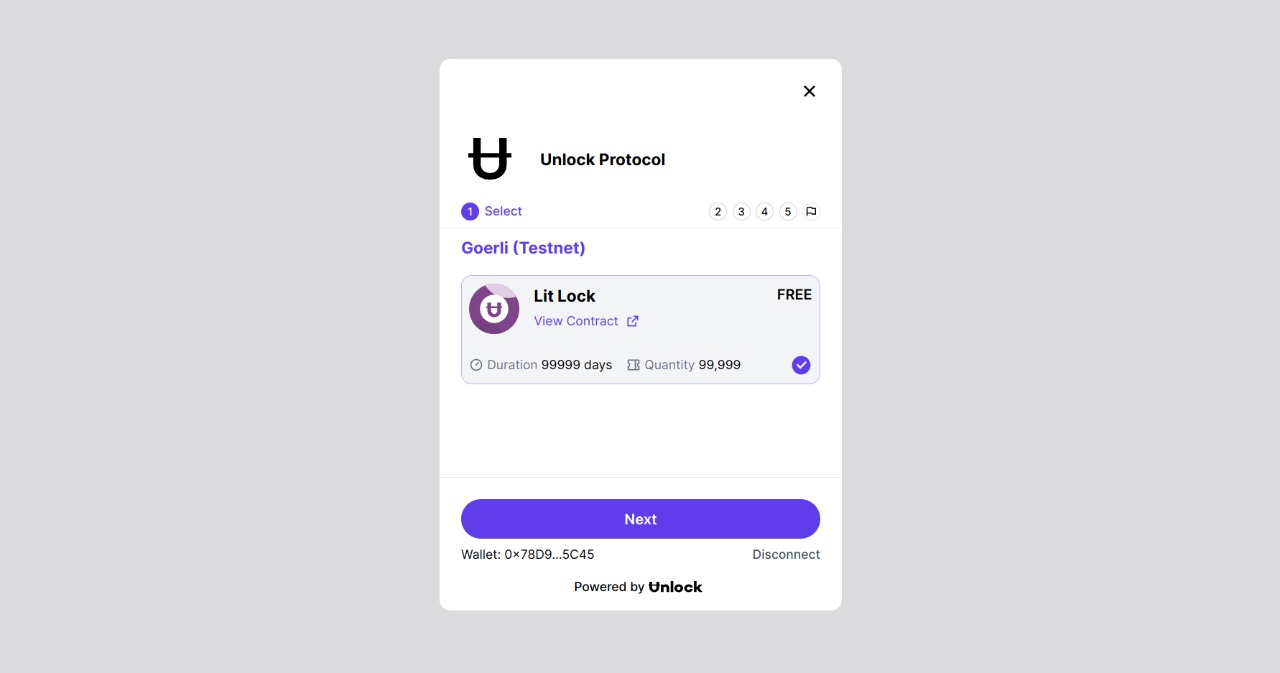 Unlock Protocol
1 Select 2 3 4 5
Goerli (Testnet)
Lit Lock FREE
View Contract
Duration 99999 days Quantity 99,999
Next
Wallet: 0x78D9...5C45 Disconnect
Powered by Unlock